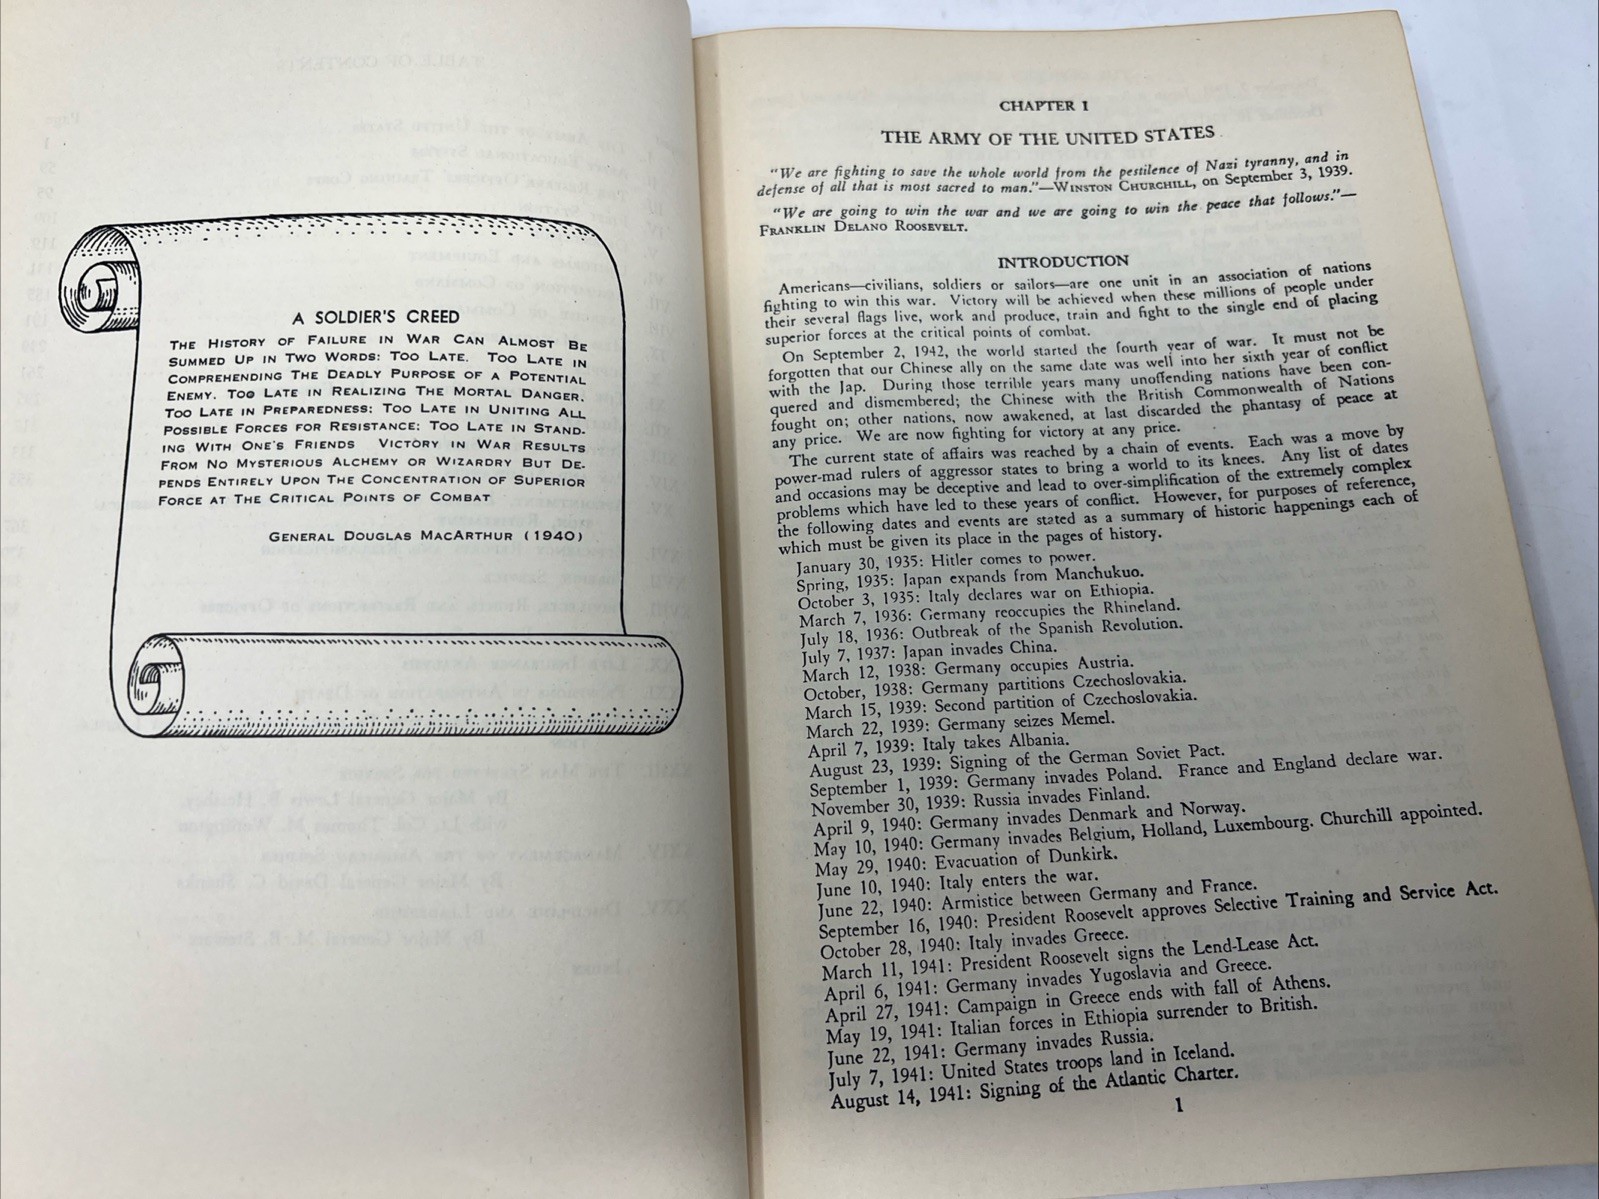 A SOLDIER'S CREED
THE HISTORY OF FAILURE IN WAR CAN ALMOST BE
SUMMED UP IN TWO WORDS: TOO LATE. TOO LATE IN
COMPREHENDING THE DEADLY PURPOSE OF A POTENTIAL
ENEMY. TOO LATE IN REALIZING THE MORTAL DANGER.
TOO LATE IN PREPAREDNESS: TOO LATE IN UNITING ALL
POSSIBLE FORCES FOR RESISTANCE: TOO LATE IN STAND-
ING WITH ONE'S FRIENDS VICTORY IN WAR RESULTS
FROM NO MYSTERIOUS ALCHEMY OR WIZARDRY BUT DE-
PENDS ENTIRELY UPON THE CONCENTRATION OF SUPERIOR
FORCE AT THE CRITICAL POINTS OF COMBAT
GENERAL DOUGLAS MACARTHUR (1940)
CHAPTER I
THE ARMY OF THE UNITED STATES
"We are fighting to save the whole world from the pestilence of Nazi tyranny, and in
defense of all that is most sacred to man."—WINSTON CHURCHILL, on September 3, 1939.
"We are going to win the war and we are going to win the peace that follows."—
FRANKLIN DELANO ROOSEVELT.
INTRODUCTION
Americans—civilians, soldiers or sailors—are one unit in an association of nations
fighting to win this war. Victory will be achieved when these millions of people under
their several flags live, work and produce, train and fight to the single end of placing
superior forces at the critical points of combat.
On September 2, 1942, the world started the fourth year of war. It must not be
forgotten that our Chinese ally on the same date was well into her sixth year of conflict
with the Jap. During those terrible years many unoffending nations have been con-
quered and dismembered; the Chinese with the British Commonwealth of Nations
fought on; other nations, now awakened, at last discarded the phantasy of peace at
any price. We are now fighting for victory at any price.
The current state of affairs was reached by a chain of events. Each was a move by
power-mad rulers of aggressor states to bring a world to its knees. Any list of dates
and occasions may be deceptive and lead to over-simplification of the extremely complex
problems which have led to these years of conflict. However, for purposes of reference,
the following dates and events are stated as a summary of historic happenings each of
which must be given its place in the pages of history.
January 30, 1935: Hitler comes to power.
Spring, 1935: Japan expands from Manchukuo.
October 3, 1935: Italy declares war on Ethiopia.
March 7, 1936: Germany reoccupies the Rhineland.
July 18, 1936: Outbreak of the Spanish Revolution.
July 7, 1937: Japan invades China.
March 12, 1938: Germany occupies Austria.
October, 1938: Germany partitions Czechoslovakia.
March 15, 1939: Second partition of Czechoslovakia.
March 22, 1939: Germany seizes Memel.
April 7, 1939: Italy takes Albania.
August 23, 1939: Signing of the German Soviet Pact.
September 1, 1939: Germany invades Poland. France and England declare war.
November 30, 1939: Russia invades Finland.
April 9, 1940: Germany invades Denmark and Norway.
May 10, 1940: Germany invades Belgium, Holland, Luxembourg. Churchill appointed.
May 29, 1940: Evacuation of Dunkirk.
June 10, 1940: Italy enters the war.
June 22, 1940: Armistice between Germany and France.
September 16, 1940: President Roosevelt approves Selective Training and Service Act.
October 28, 1940: Italy invades Greece.
March 11, 1941: President Roosevelt signs the Lend-Lease Act.
April 6, 1941: Germany invades Yugoslavia and Greece.
April 27, 1941: Campaign in Greece ends with fall of Athens.
May 19, 1941: Italian forces in Ethiopia surrender to British.
June 22, 1941: Germany invades Russia.
July 7, 1941: United States troops land in Iceland.
August 14, 1941: Signing of the Atlantic Charter.
1